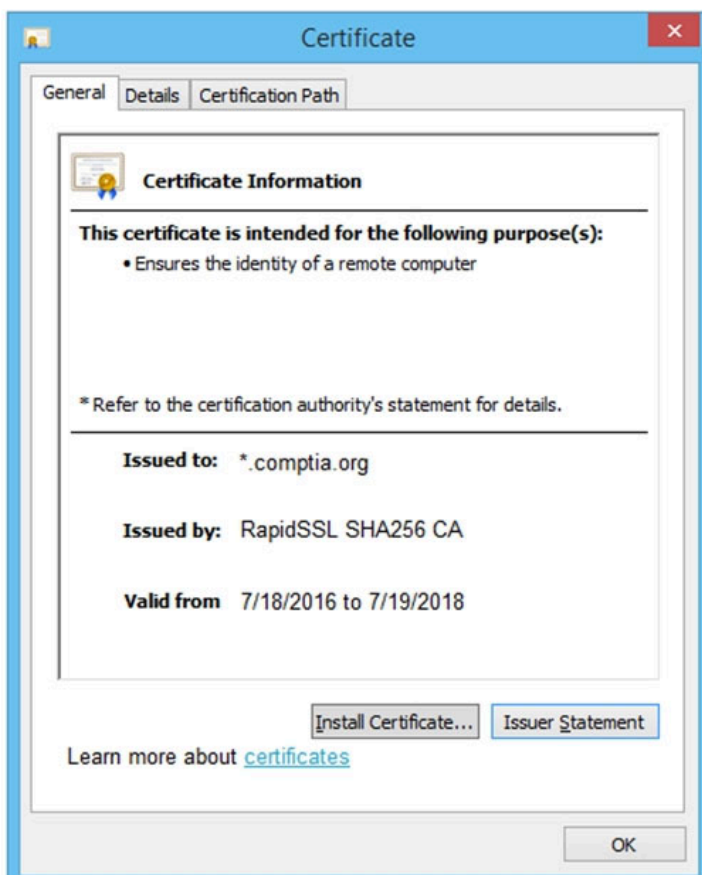 Certificate
General
Details
Certification Path
Certificate Information
This certificate is intended for the following purpose(s):
• Ensures the identity of a remote computer
* Refer to the certification authority's statement for details.
Issued to: *.comptia.org
Issued by: RapidSSL SHA256 CA
Valid from 7/18/2016 to 7/19/2018
Install Certificate...
Issuer Statement
Learn more about certificates
OK